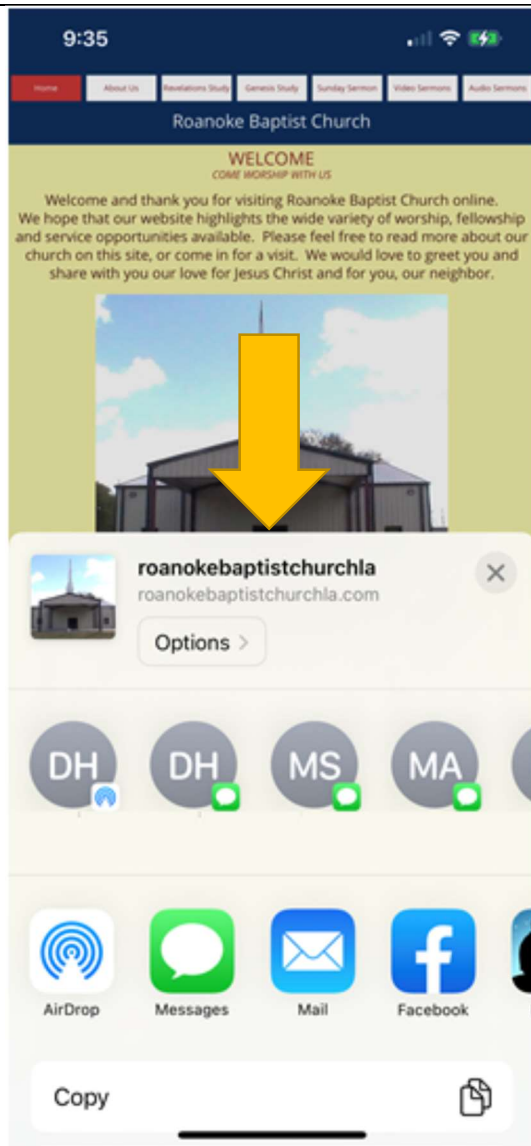 9:35
Home About Us Revelations Study Genesis Study Sunday Sermon Video Sermons Audio Sermons
Roanoke Baptist Church
WELCOME
COME WORSHIP WITH US
Welcome and thank you for visiting Roanoke Baptist Church online.
We hope that our website highlights the wide variety of worship, fellowship
and service opportunities available. Please feel free to read more about our
church on this site, or come in for a visit. We would love to greet you and
share with you our love for Jesus Christ and for you, our neighbor.
roanokebaptistchurchla
roanokebaptistchurchla.com
Options >
DH DH MS MA
AirDrop Messages Mail Facebook
Copy